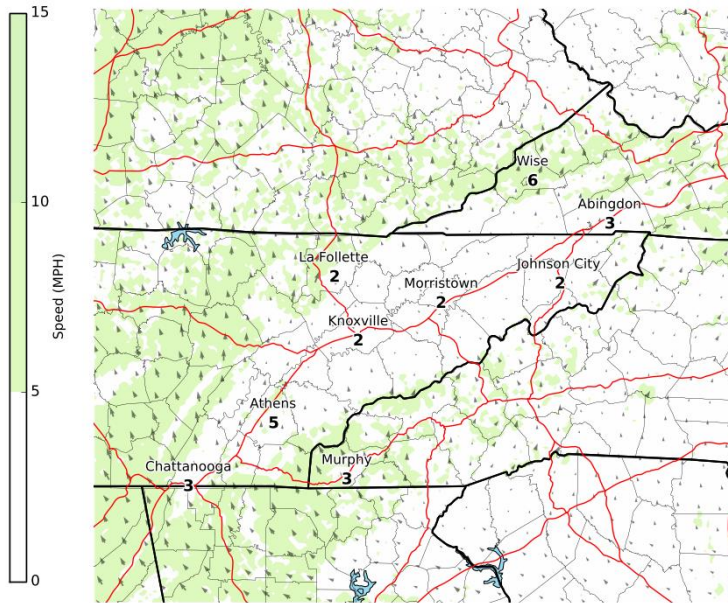 15
10
5
0
Speed (MPH)
Wise
6
Abingdon
3
La Follette
2
Morristown
2
Johnson City
2
Knoxville
2
Athens
5
Chattanooga
3
Murphy
3